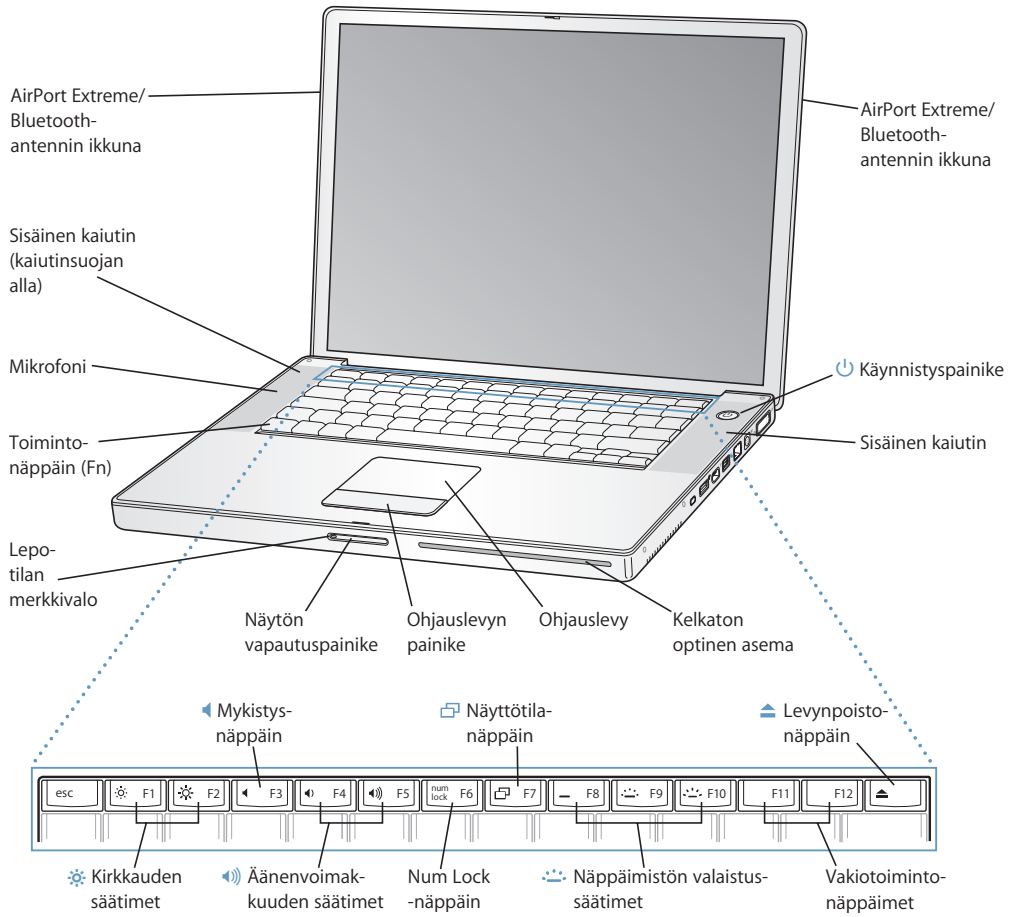 AirPort Extreme/
Bluetooth-
antennin ikkuna
AirPort Extreme/
Bluetooth-
antennin ikkuna
Sisäinen kaiutin
(kaiutinsuojan
alla)
Mikrofoni
Käynnistyspainike
Toiminto-
näppäin (Fn)
Sisäinen kaiutin
Lepo-
tilan
merkkivalo
Näytön
vapautuspainike
Ohjauslevyn
painike
Ohjauslevy
Kelkaton
optinen asema
Mykistys-
näppäin
Näyttötila-
näppäin
Levynpoisto-
näppäin
esc
F1
F2
F3
F4
F5
num
lock
F6
F7
F8
F9
F10
F11
F12
Kirkkauden
säätimet
Äänenvoimak-
kuuden säätimet
Num Lock
-näppäin
Näppäimistön valaistus-
säätimet
Vakiotoiminto-
näppäimet